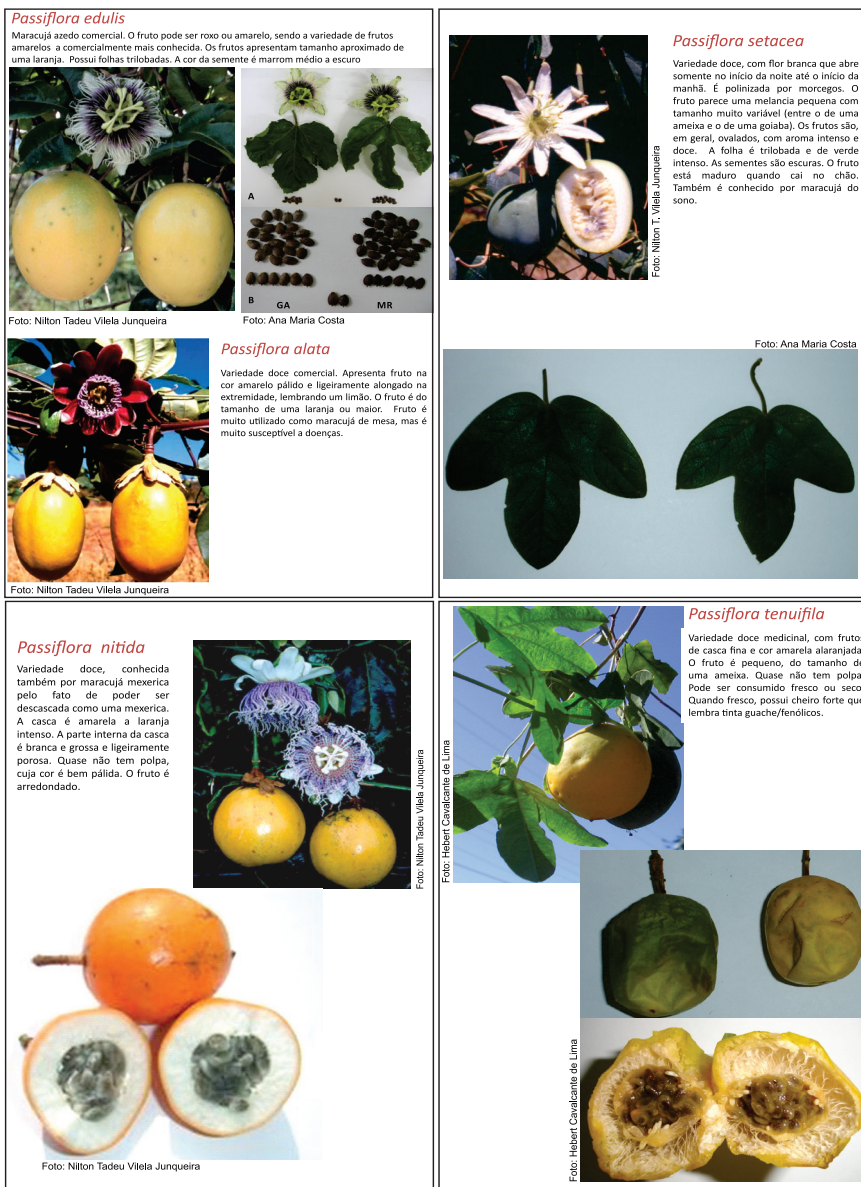 Passiflora edulis
Maracujá azedo comercial. O fruto pode ser roxo ou amarelo, sendo a variedade de frutos
amarelos a comercialmente mais conhecida. Os frutos apresentam tamanho aproximado de
uma laranja. Possui folhas trilobadas. A cor da semente é marrom médio a escuro
A
B
GA
MR
Foto: Nilton Tadeu Vilela Junqueira
Foto: Ana Maria Costa
Passiflora alata
Variedade doce comercial. Apresenta fruto na
cor amarelo pálido e ligeiramente alongado na
extremidade, lembrando um limão. O fruto é do
tamanho de uma laranja ou maior. Fruto é
muito utilizado como maracujá de mesa, mas é
muito susceptível a doenças.
Foto: Nilton Tadeu Vilela Junqueira
Passiflora setacea
Variedade doce, com flor branca que abre
somente no início da noite até o início da
manhã. É polinizada por morcegos. O
fruto parece uma melancia pequena com
tamanho muito variável (entre o de uma
ameixa e o de uma goiaba). Os frutos são,
em geral, ovalados, com aroma intenso e
doce. A folha é trilobada e de verde
intenso. As sementes são escuras. O fruto
está maduro quando cai no chão.
Também é conhecido por maracujá do
sono.
Foto: Nilton T. Vilela Junqueira
Foto: Ana Maria Costa
Passiflora nitida
Variedade doce, conhecida
também por maracujá mexerica
pelo fato de poder ser
descascada como uma mexerica.
A casca é amarela a laranja
intenso. A parte interna da casca
é branca e grossa e ligeiramente
porosa. Quase não tem polpa,
cuja cor é bem pálida. O fruto é
arredondado.
Foto: Nilton Tadeu Vilela Junqueira
Foto: Nilton Tadeu Vilela Junqueira
Passiflora tenuifila
Variedade doce medicinal, com frutos
de casca fina e cor amarela alaranjada.
O fruto é pequeno, do tamanho de
uma ameixa. Quase não tem polpa.
Pode ser consumido fresco ou seco.
Quando fresco, possui cheiro forte que
lembra tinta guache/fenólicos.
Foto: Hebert Cavalcante de Lima
Foto: Hebert Cavalcante de Lima